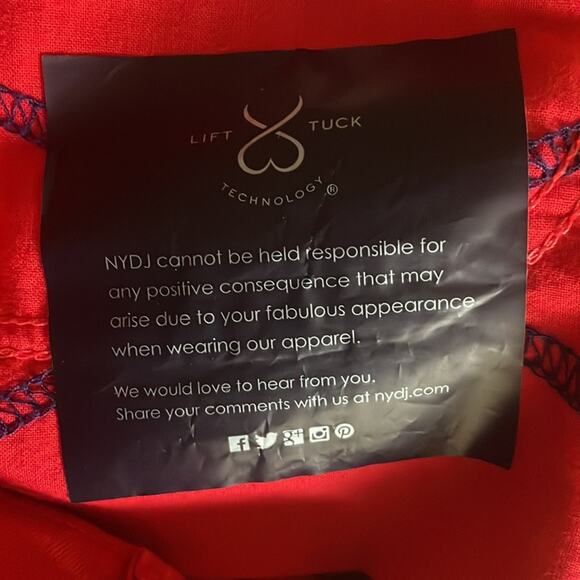 LIFT TUCK
TECHNOLOGY®
NYDJ cannot be held responsible for
any positive consequence that may
arise due to your fabulous appearance
when wearing our apparel.
We would love to hear from you.
Share your comments with us at nydj.com